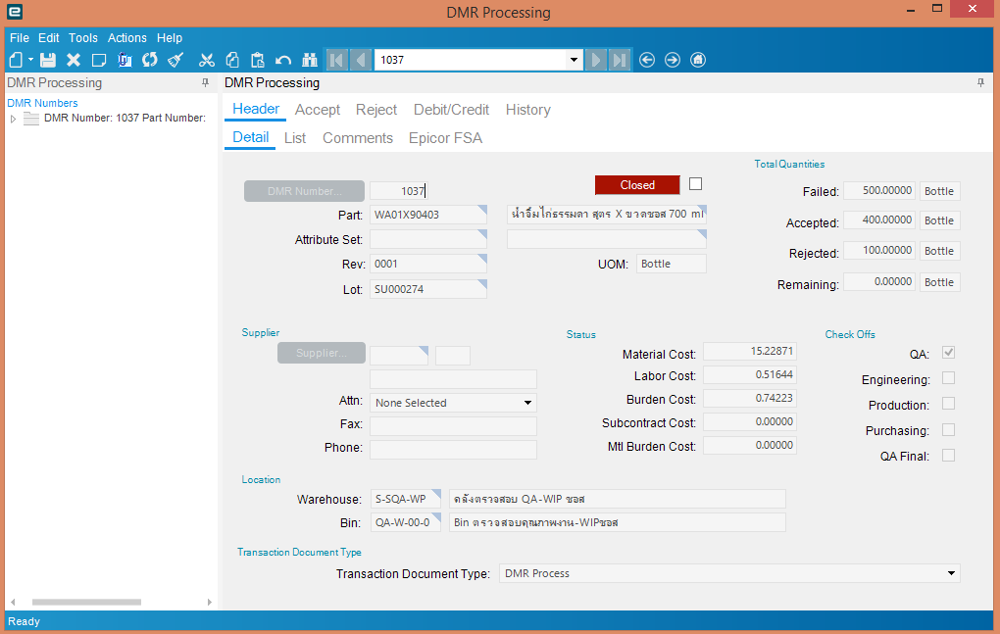 DMR Processing
File Edit Tools Actions Help
1037
DMR Processing
DMR Numbers
DMR Number: 1037 Part Number:
DMR Processing
Header Accept Reject Debit/Credit History
Detail List Comments Epicor FSA
Total Quantities
DMR Number... 1037 Closed Failed: 500.00000 Bottle
Part: WA01X90403 น้ำจิ้มไก่ธรรมดา สูตร X ขวดซอส 700 ml Accepted: 400.00000 Bottle
Attribute Set: Rejected: 100.00000 Bottle
Rev: 0001 UOM: Bottle
Lot: SU000274 Remaining: 0.00000 Bottle
Supplier Status Check Offs
Supplier... Material Cost: 15.22871 QA:
Labor Cost: 0.51644 Engineering:
Attn: None Selected Burden Cost: 0.74223 Production:
Fax: Subcontract Cost: 0.00000 Purchasing:
Phone: Mtl Burden Cost: 0.00000 QA Final:
Location
Warehouse: S-SQA-WP คลังตรวจสอบ QA-WIP ซอส
Bin: QA-W-00-0 Bin ตรวจสอบคุณภาพงาน-WIPซอส
Transaction Document Type
Transaction Document Type: DMR Process
Ready